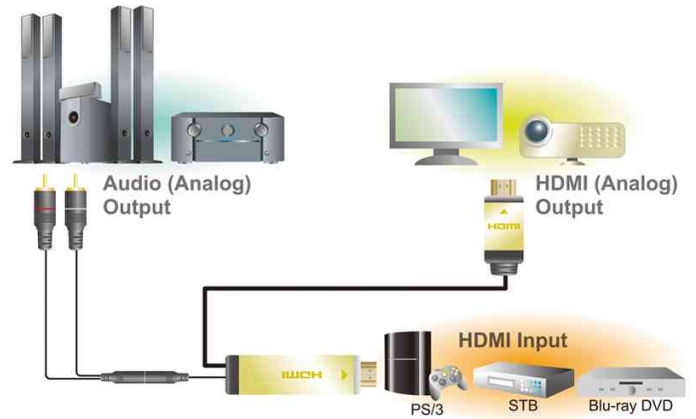 Audio (Analog)
Output
HDMI (Analog)
Output
HDMI
HDMI
HDMI Input
PS/3
STB
Blu-ray DVD